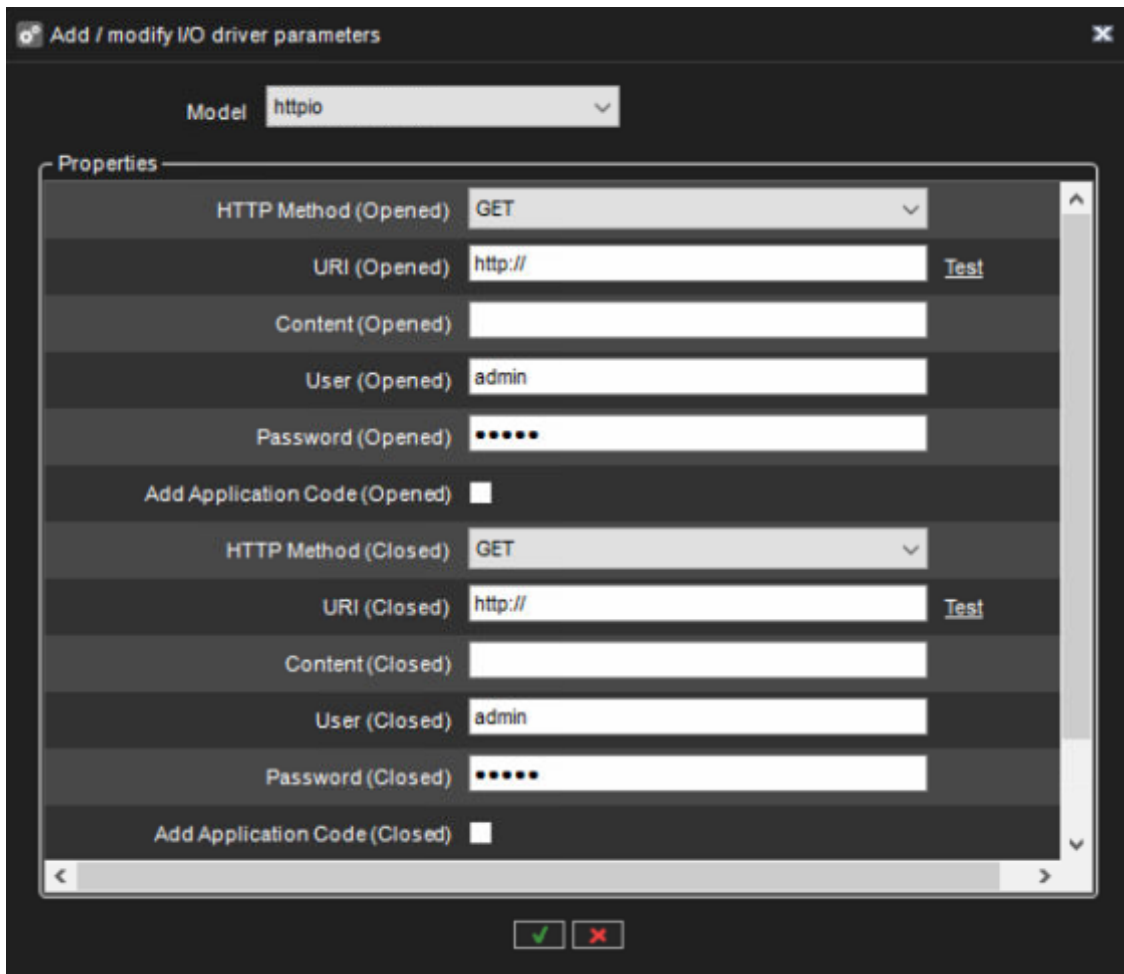 Add / modify I/O driver parameters
Model httpio
Properties
HTTP Method (Opened) GET
URI (Opened) http:// Test
Content (Opened)
User (Opened) admin
Password (Opened) •••••
Add Application Code (Opened)
HTTP Method (Closed) GET
URI (Closed) http:// Test
Content (Closed)
User (Closed) admin
Password (Closed) •••••
Add Application Code (Closed)